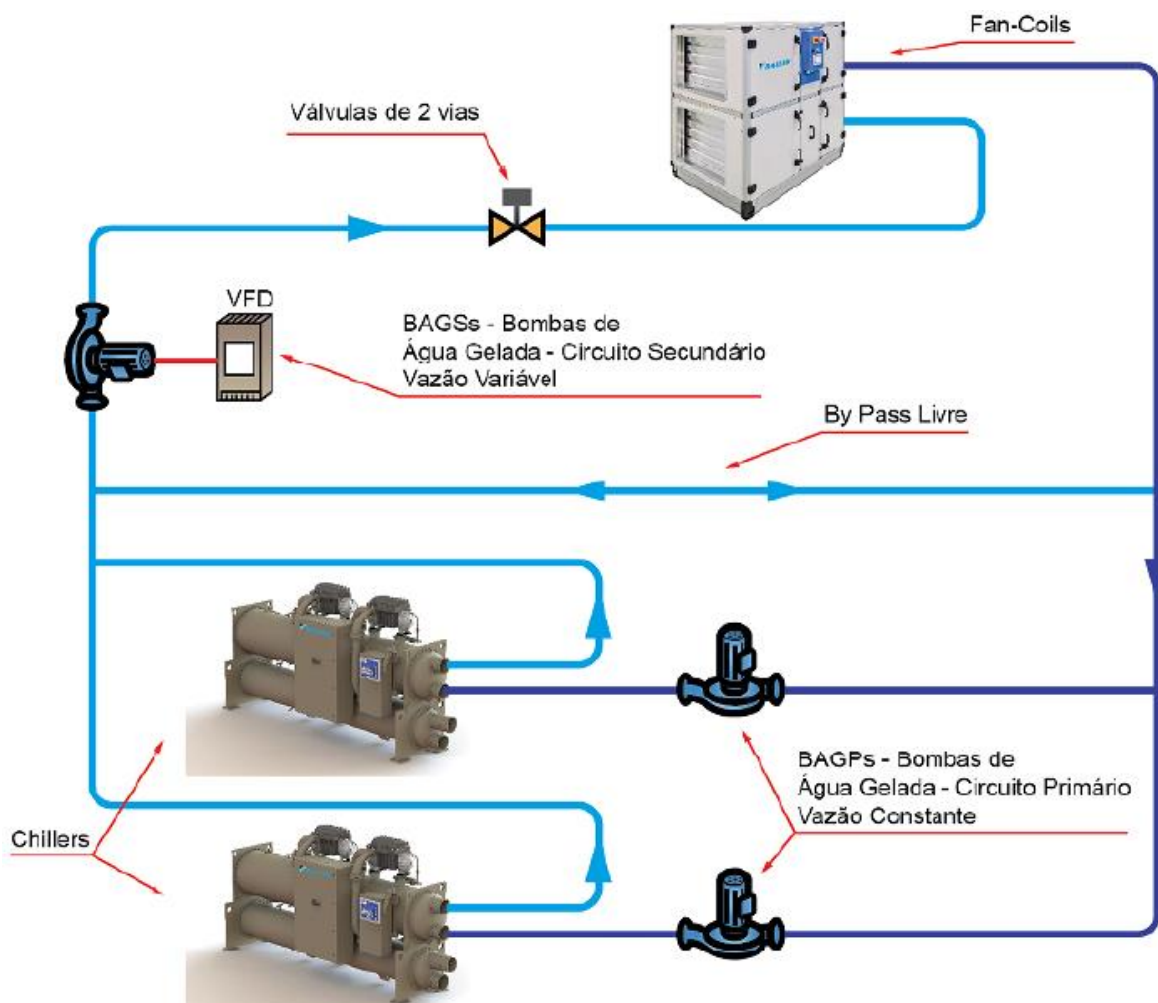 Fan-Coils
DAIKIN
Válvulas de 2 vias
VFD
BAGSs - Bombas de
Água Gelada - Circuito Secundário
Vazão Variável
By Pass Livre
BAGPs - Bombas de
Água Gelada - Circuito Primário
Vazão Constante
Chillers